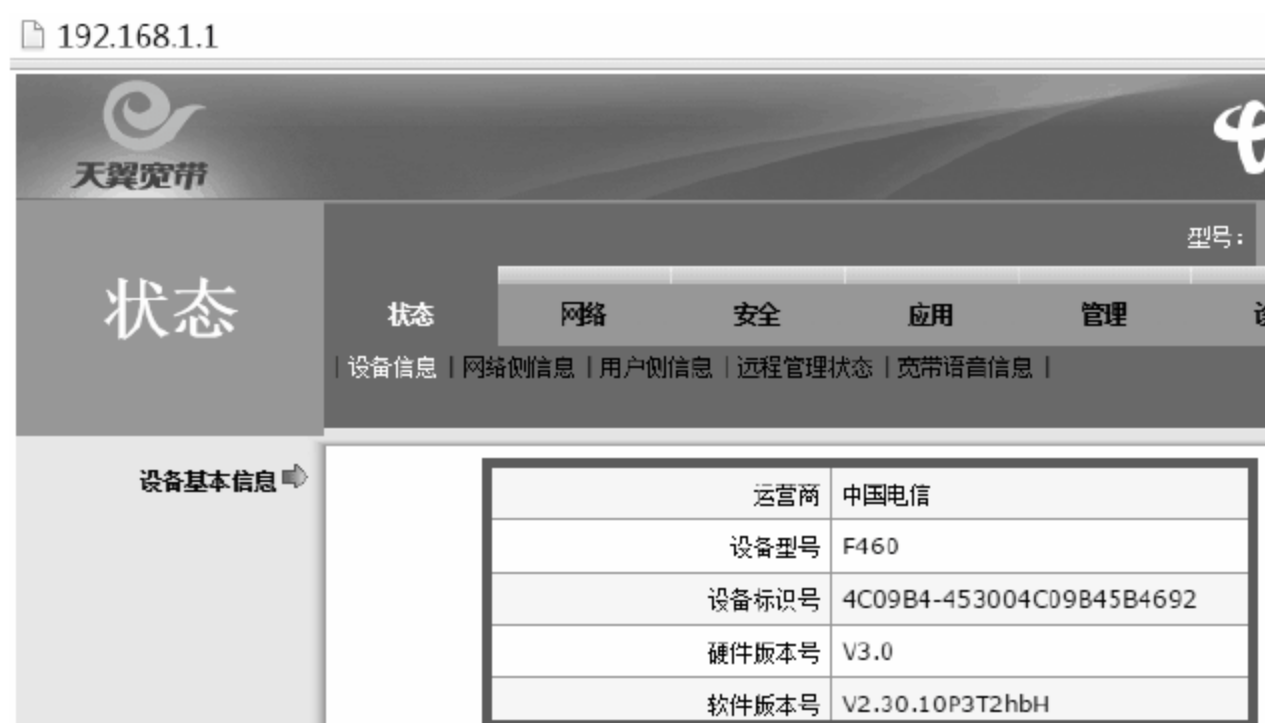 192.168.1.1
天翼宽带
型号：
状态
状态 网络 安全 应用 管理
| 设备信息 | 网络侧信息 | 用户侧信息 | 远程管理状态 | 宽带语音信息 |
设备基本信息
运营商 中国电信
设备型号 F460
设备标识号 4C09B4-453004C09B45B4692
硬件版本号 V3.0
软件版本号 V2.30.10P3T2hbH